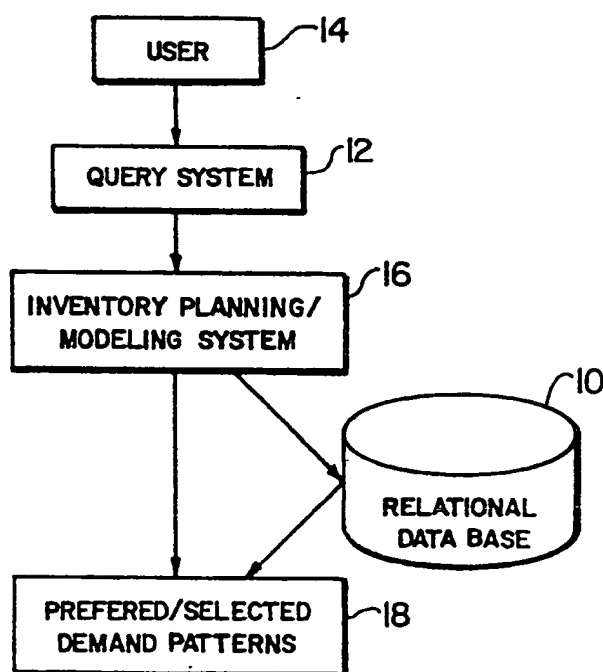 14
USER
12
QUERY SYSTEM
16
INVENTORY PLANNING/
MODELING SYSTEM
10
RELATIONAL
DATA BASE
PREFERED/SELECTED
DEMAND PATTERNS
18